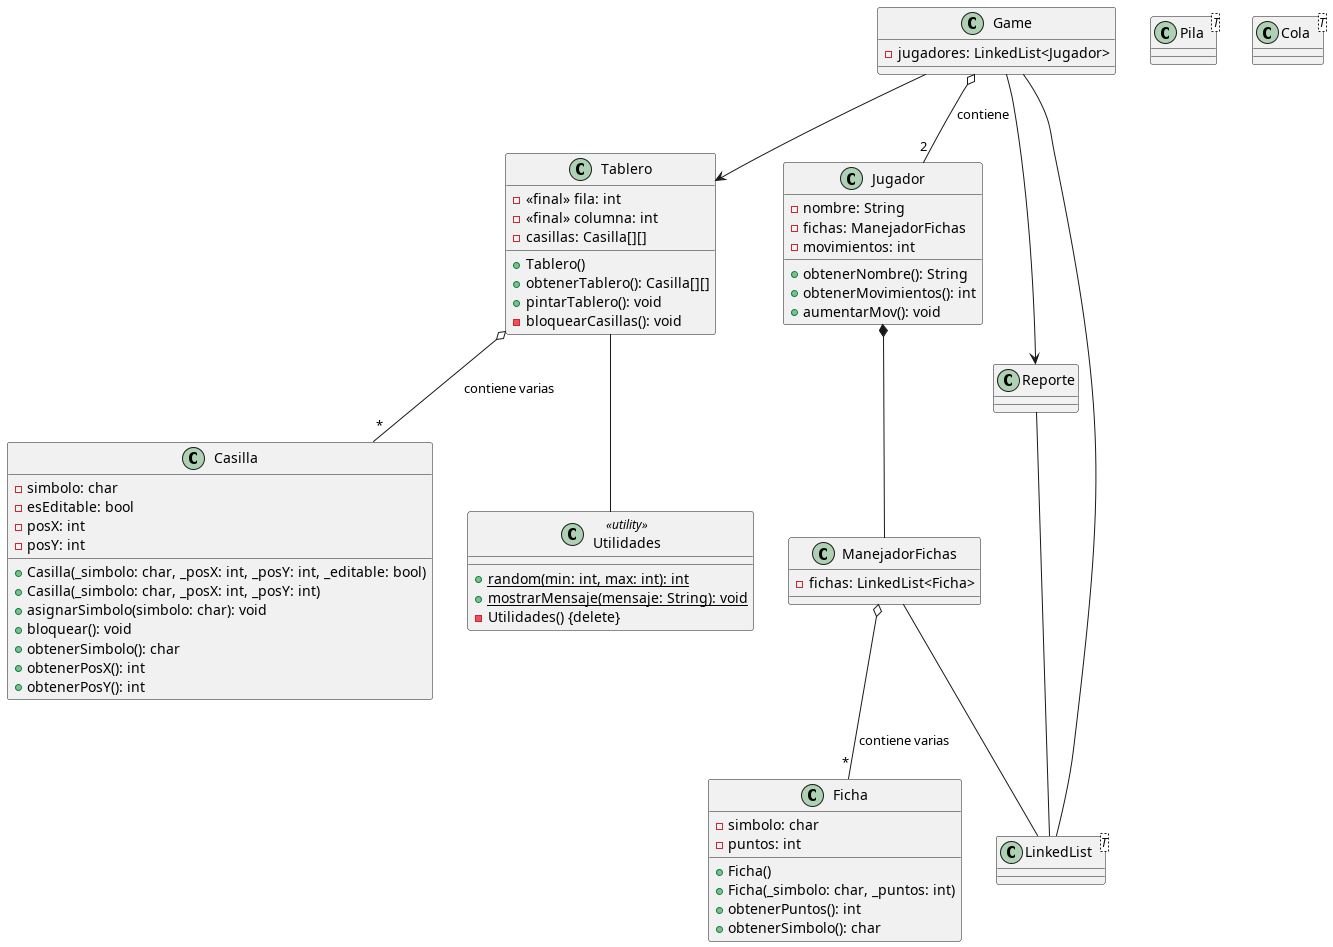 C Game
jugadores: LinkedList<Jugador>
C Pila T
C Cola T
contiene
2
C Tablero
«final» fila: int
«final» columna: int
casillas: Casilla[][]
Tablero()
obtenerTablero(): Casilla[][]
pintarTablero(): void
bloquearCasillas(): void
C Jugador
nombre: String
fichas: ManejadorFichas
movimientos: int
obtenerNombre(): String
obtenerMovimientos(): int
aumentarMov(): void
C Reporte
contiene varias
*
C Casilla
simbolo: char
esEditable: bool
posX: int
posY: int
Casilla(_simbolo: char, _posX: int, _posY: int, _editable: bool)
Casilla(_simbolo: char, _posX: int, _posY: int)
asignarSimbolo(simbolo: char): void
bloquear(): void
obtenerSimbolo(): char
obtenerPosX(): int
obtenerPosY(): int
C «utility»
Utilidades
random(min: int, max: int): int
mostrarMensaje(mensaje: String): void
Utilidades() {delete}
C ManejadorFichas
fichas: LinkedList<Ficha>
contiene varias
*
C Ficha
simbolo: char
puntos: int
Ficha()
Ficha(_simbolo: char, _puntos: int)
obtenerPuntos(): int
obtenerSimbolo(): char
C LinkedList T